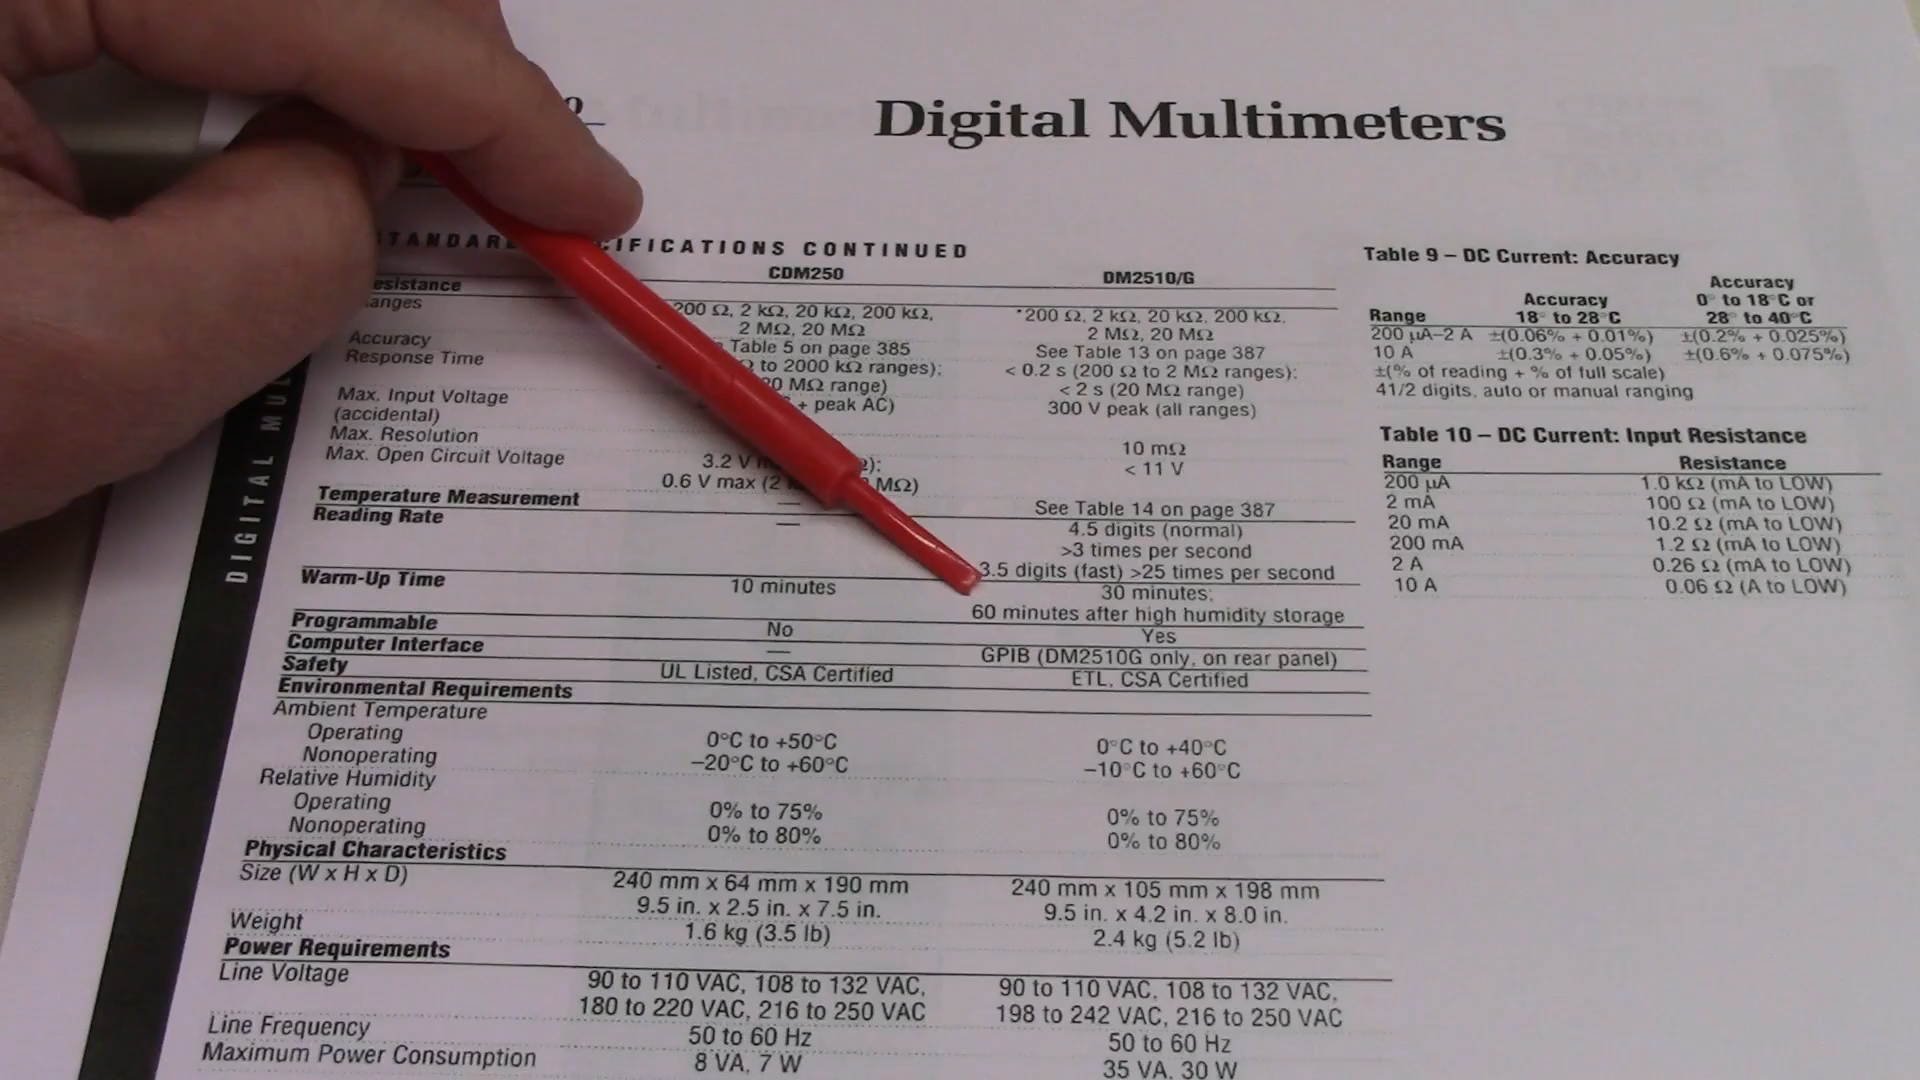 Digital Multimeters
DIGITAL MUL
STANDARD SPECIFICATIONS CONTINUED
CDM250 DM2510/G
Resistance
Ranges 200 Ω, 2 kΩ, 20 kΩ, 200 kΩ, *200 Ω, 2 kΩ, 20 kΩ, 200 kΩ,
2 MΩ, 20 MΩ 2 MΩ, 20 MΩ
Accuracy Table 5 on page 385 See Table 13 on page 387
Response Time to 2000 kΩ ranges); < 0.2 s (200 Ω to 2 MΩ ranges);
MΩ range) < 2 s (20 MΩ range)
Max. Input Voltage + peak AC) 300 V peak (all ranges)
(accidental)
Max. Resolution 10 mΩ
Max. Open Circuit Voltage 3.2 V < 11 V
0.6 V max (2 MΩ)
Temperature Measurement — See Table 14 on page 387
Reading Rate — 4.5 digits (normal)
>3 times per second
3.5 digits (fast) >25 times per second
Warm-Up Time 10 minutes 30 minutes;
60 minutes after high humidity storage
Programmable No Yes
Computer Interface — GPIB (DM2510G only, on rear panel)
Safety UL Listed, CSA Certified ETL, CSA Certified
Environmental Requirements
Ambient Temperature
Operating 0°C to +50°C 0°C to +40°C
Nonoperating –20°C to +60°C –10°C to +60°C
Relative Humidity
Operating 0% to 75% 0% to 75%
Nonoperating 0% to 80% 0% to 80%
Physical Characteristics
Size (W x H x D) 240 mm x 64 mm x 190 mm 240 mm x 105 mm x 198 mm
9.5 in. x 2.5 in. x 7.5 in. 9.5 in. x 4.2 in. x 8.0 in.
Weight 1.6 kg (3.5 lb) 2.4 kg (5.2 lb)
Power Requirements
Line Voltage 90 to 110 VAC, 108 to 132 VAC, 90 to 110 VAC, 108 to 132 VAC,
180 to 220 VAC, 216 to 250 VAC 198 to 242 VAC, 216 to 250 VAC
Line Frequency 50 to 60 Hz 50 to 60 Hz
Maximum Power Consumption 8 VA, 7 W 35 VA, 30 W
Table 9 – DC Current: Accuracy
Accuracy
Accuracy 0° to 18°C or
Range 18° to 28°C 28° to 40°C
200 μA–2 A ±(0.06% + 0.01%) ±(0.2% + 0.025%)
10 A ±(0.3% + 0.05%) ±(0.6% + 0.075%)
±(% of reading + % of full scale)
41/2 digits, auto or manual ranging
Table 10 – DC Current: Input Resistance
Range Resistance
200 μA 1.0 kΩ (mA to LOW)
2 mA 100 Ω (mA to LOW)
20 mA 10.2 Ω (mA to LOW)
200 mA 1.2 Ω (mA to LOW)
2 A 0.26 Ω (mA to LOW)
10 A 0.06 Ω (A to LOW)